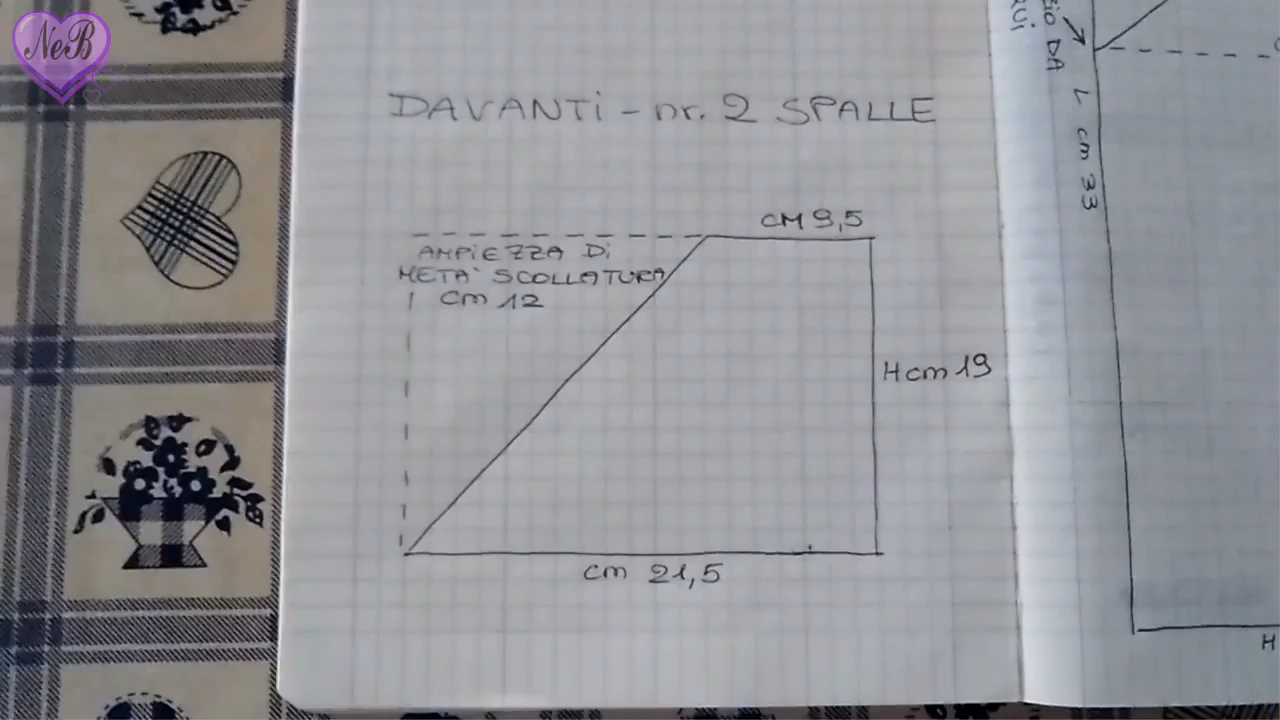 NeB
DAVANTi - nr. 2 SPALLE
CM 9,5
AMPiEZZA Di
META' SCOLLATURA
cm 12
H cm 19
cm 21,5
DA
L cm 33
H